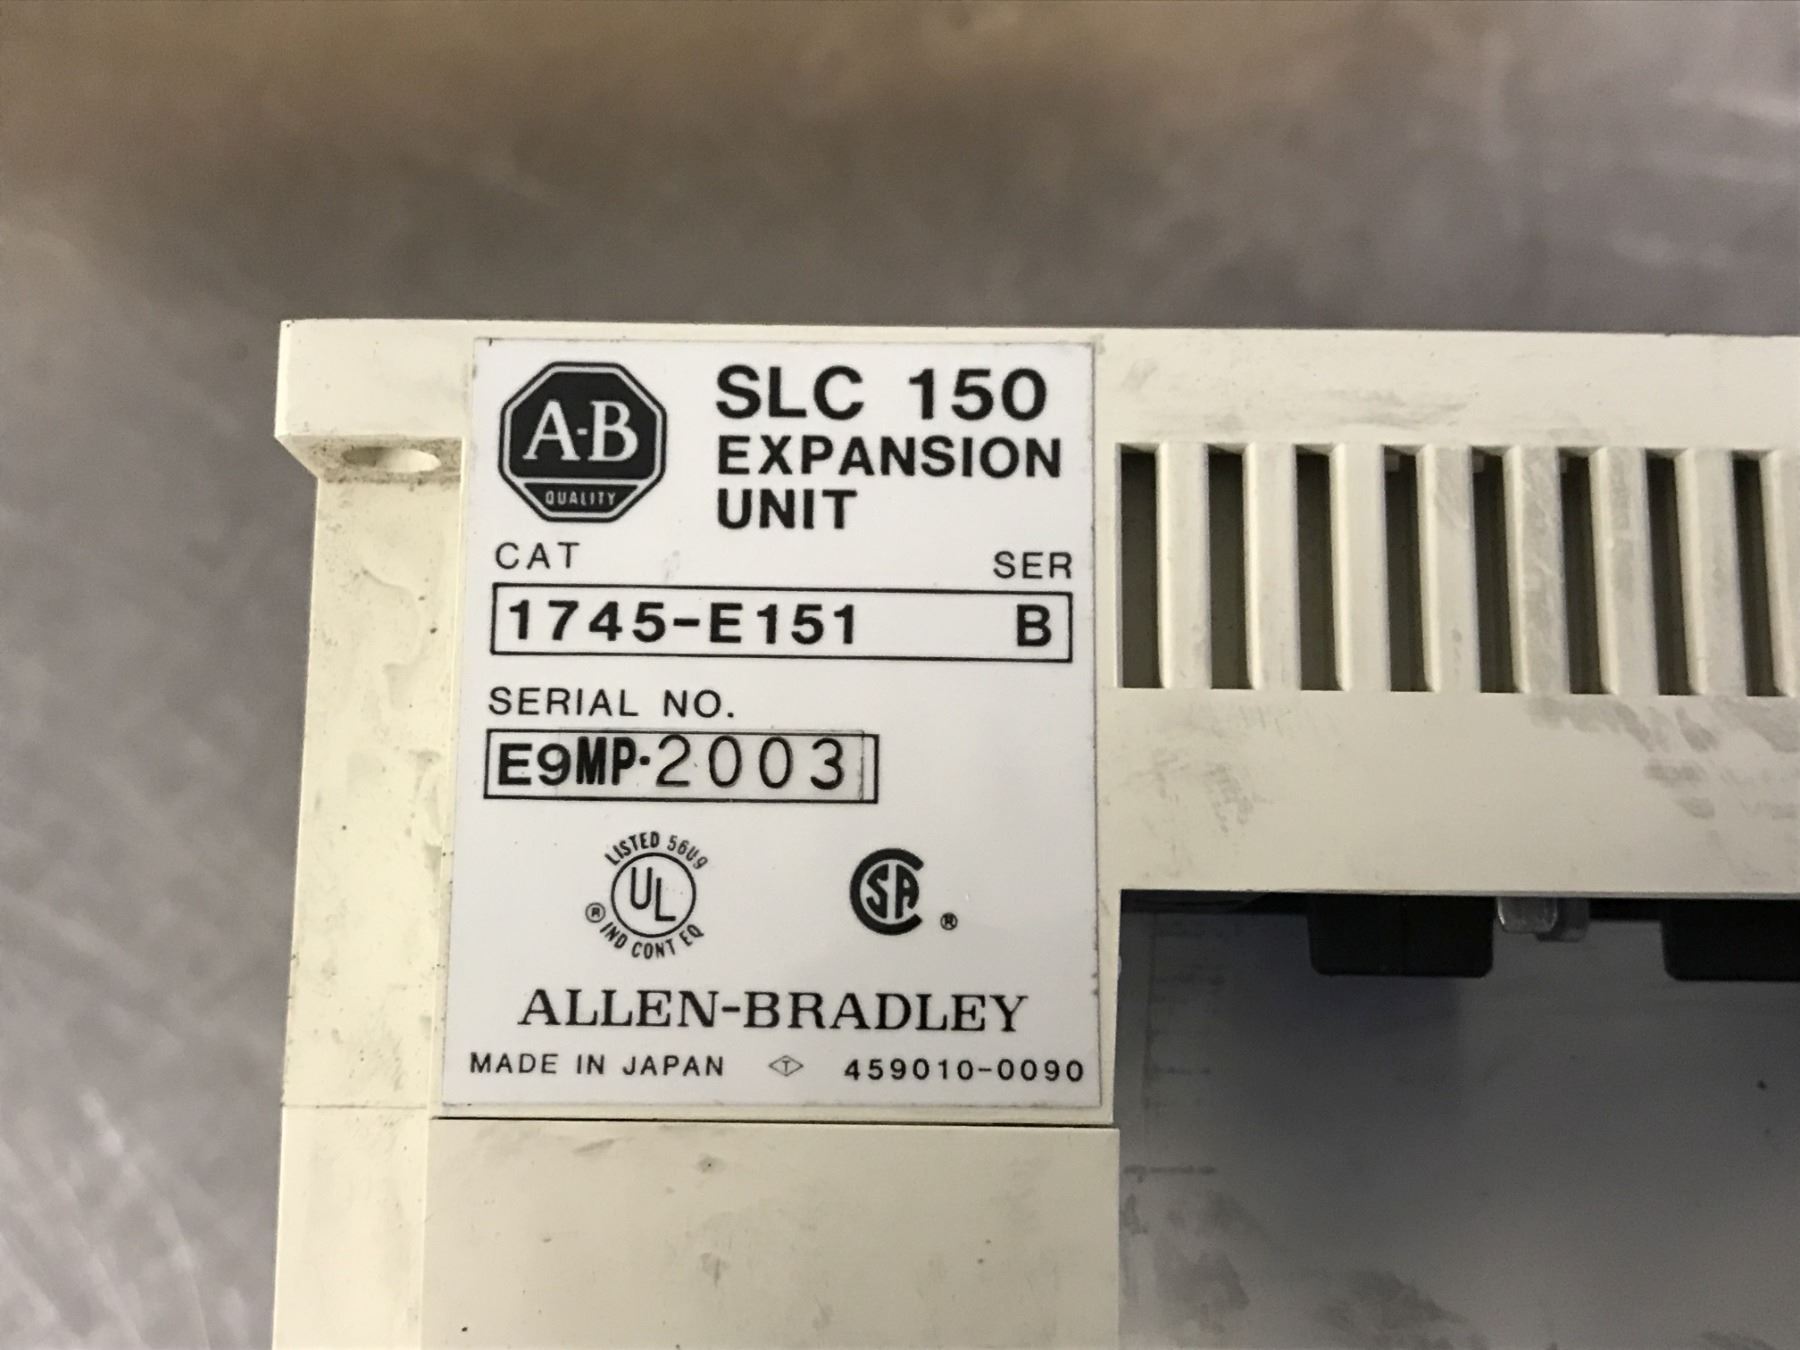 A-B
QUALITY
SLC 150
EXPANSION
UNIT
CAT SER
1745-E151 B
SERIAL NO.
E9MP·2003
LISTED 56U9
UL
®
IND CONT EQ
CSA ®
ALLEN-BRADLEY
MADE IN JAPAN T 459010-0090